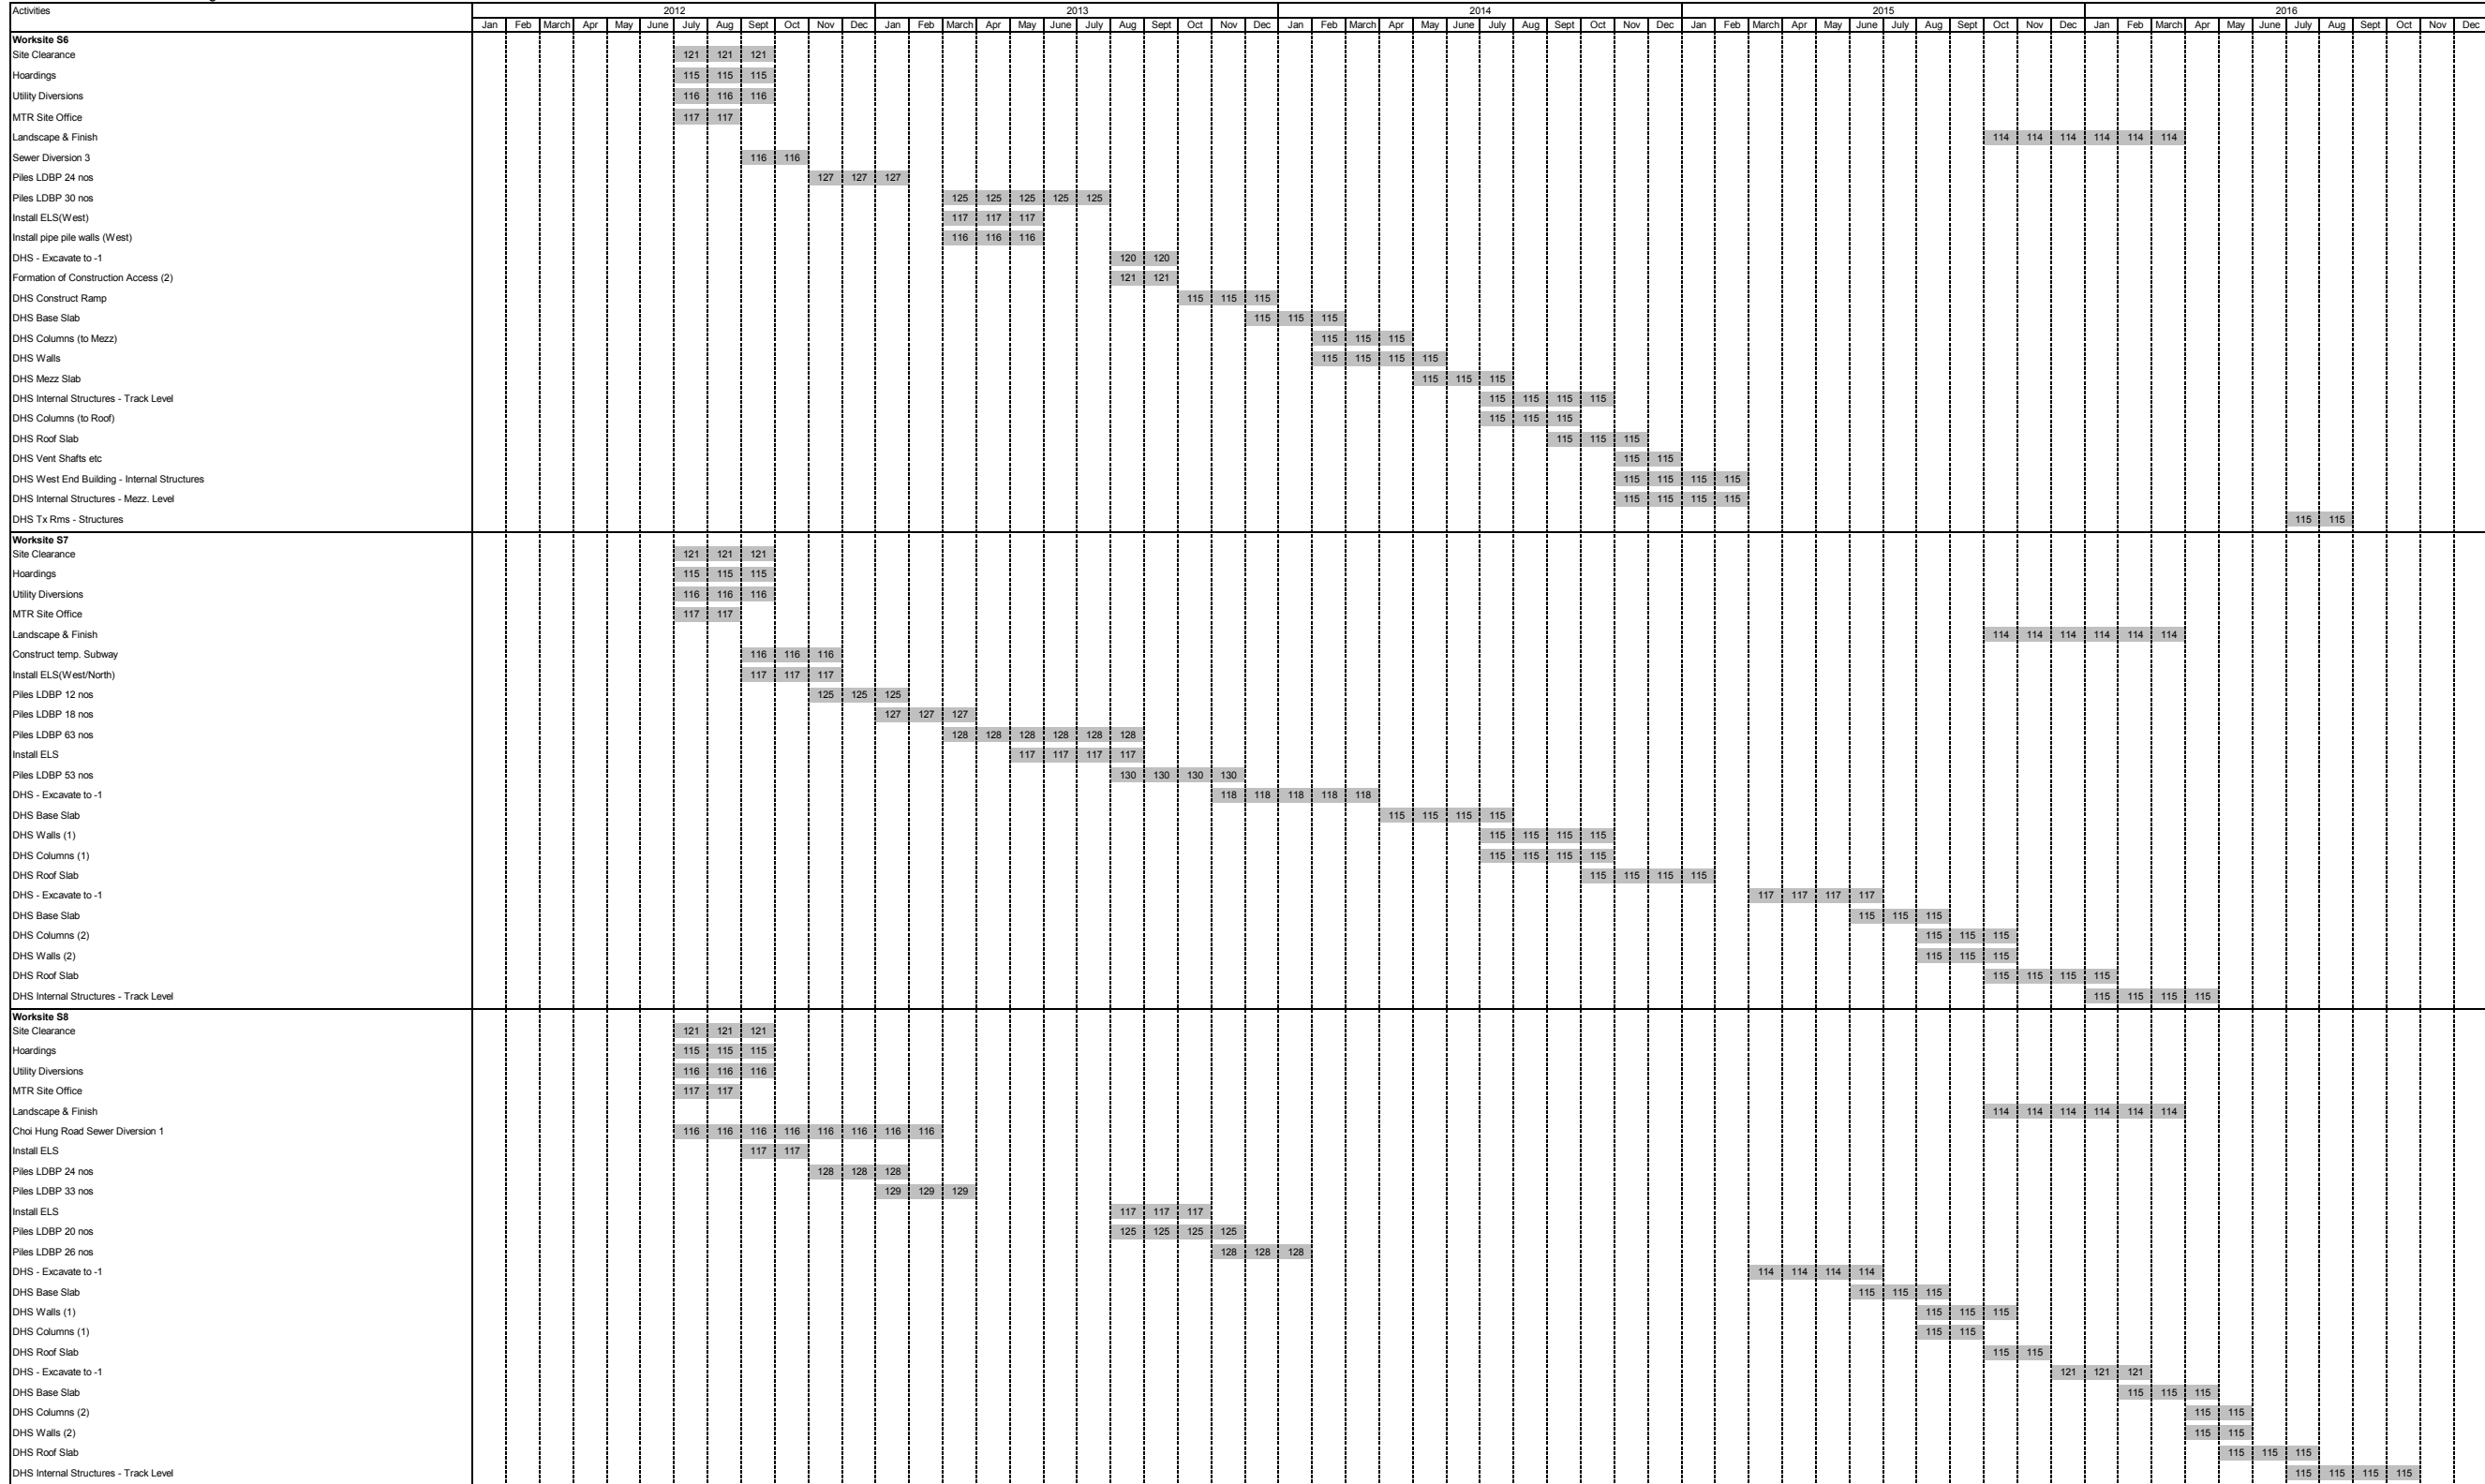 Activities 2012 2013 2014 2015 2016
Jan Feb March Apr May June July Aug Sept Oct Nov Dec Jan Feb March Apr May June July Aug Sept Oct Nov Dec Jan Feb March Apr May June July Aug Sept Oct Nov Dec Jan Feb March Apr May June July Aug Sept Oct Nov Dec Jan Feb March Apr May June July Aug Sept Oct Nov Dec
Worksite S6
Site Clearance 121 121 121
Hoardings 115 115 115
Utility Diversions 116 116 116
MTR Site Office 117 117
Landscape & Finish 114 114 114 114 114 114
Sewer Diversion 3 116 116
Piles LDBP 24 nos 127 127 127
Piles LDBP 30 nos 125 125 125 125 125
Install ELS(West) 117 117 117
Install pipe pile walls (West) 116 116 116
DHS - Excavate to -1 120 120
Formation of Construction Access (2) 121 121
DHS Construct Ramp 115 115 115
DHS Base Slab 115 115 115
DHS Columns (to Mezz) 115 115 115
DHS Walls 115 115 115 115
DHS Mezz Slab 115 115 115
DHS Internal Structures - Track Level 115 115 115 115
DHS Columns (to Roof) 115 115 115
DHS Roof Slab 115 115 115
DHS Vent Shafts etc 115 115
DHS West End Building - Internal Structures 115 115 115 115
DHS Internal Structures - Mezz. Level 115 115 115 115
DHS Tx Rms - Structures 115 115
Worksite S7
Site Clearance 121 121 121
Hoardings 115 115 115
Utility Diversions 116 116 116
MTR Site Office 117 117
Landscape & Finish 114 114 114 114 114 114
Construct temp. Subway 116 116 116
Install ELS(West/North) 117 117 117
Piles LDBP 12 nos 125 125 125
Piles LDBP 18 nos 127 127 127
Piles LDBP 63 nos 128 128 128 128 128 128
Install ELS 117 117 117 117
Piles LDBP 53 nos 130 130 130 130
DHS - Excavate to -1 118 118 118 118 118
DHS Base Slab 115 115 115 115
DHS Walls (1) 115 115 115 115
DHS Columns (1) 115 115 115 115
DHS Roof Slab 115 115 115 115
DHS - Excavate to -1 117 117 117 117
DHS Base Slab 115 115 115
DHS Columns (2) 115 115 115
DHS Walls (2) 115 115 115
DHS Roof Slab 115 115 115 115
DHS Internal Structures - Track Level 115 115 115 115
Worksite S8
Site Clearance 121 121 121
Hoardings 115 115 115
Utility Diversions 116 116 116
MTR Site Office 117 117
Landscape & Finish 114 114 114 114 114 114
Choi Hung Road Sewer Diversion 1 116 116 116 116 116 116 116 116
Install ELS 117 117
Piles LDBP 24 nos 128 128 128
Piles LDBP 33 nos 129 129 129
Install ELS 117 117 117
Piles LDBP 20 nos 125 125 125 125
Piles LDBP 26 nos 128 128 128
DHS - Excavate to -1 114 114 114 114
DHS Base Slab 115 115 115
DHS Walls (1) 115 115 115
DHS Columns (1) 115 115
DHS Roof Slab 115 115
DHS - Excavate to -1 121 121 121
DHS Base Slab 115 115 115
DHS Columns (2) 115 115
DHS Walls (2) 115 115
DHS Roof Slab 115 115 115
DHS Internal Structures - Track Level 115 115 115 115